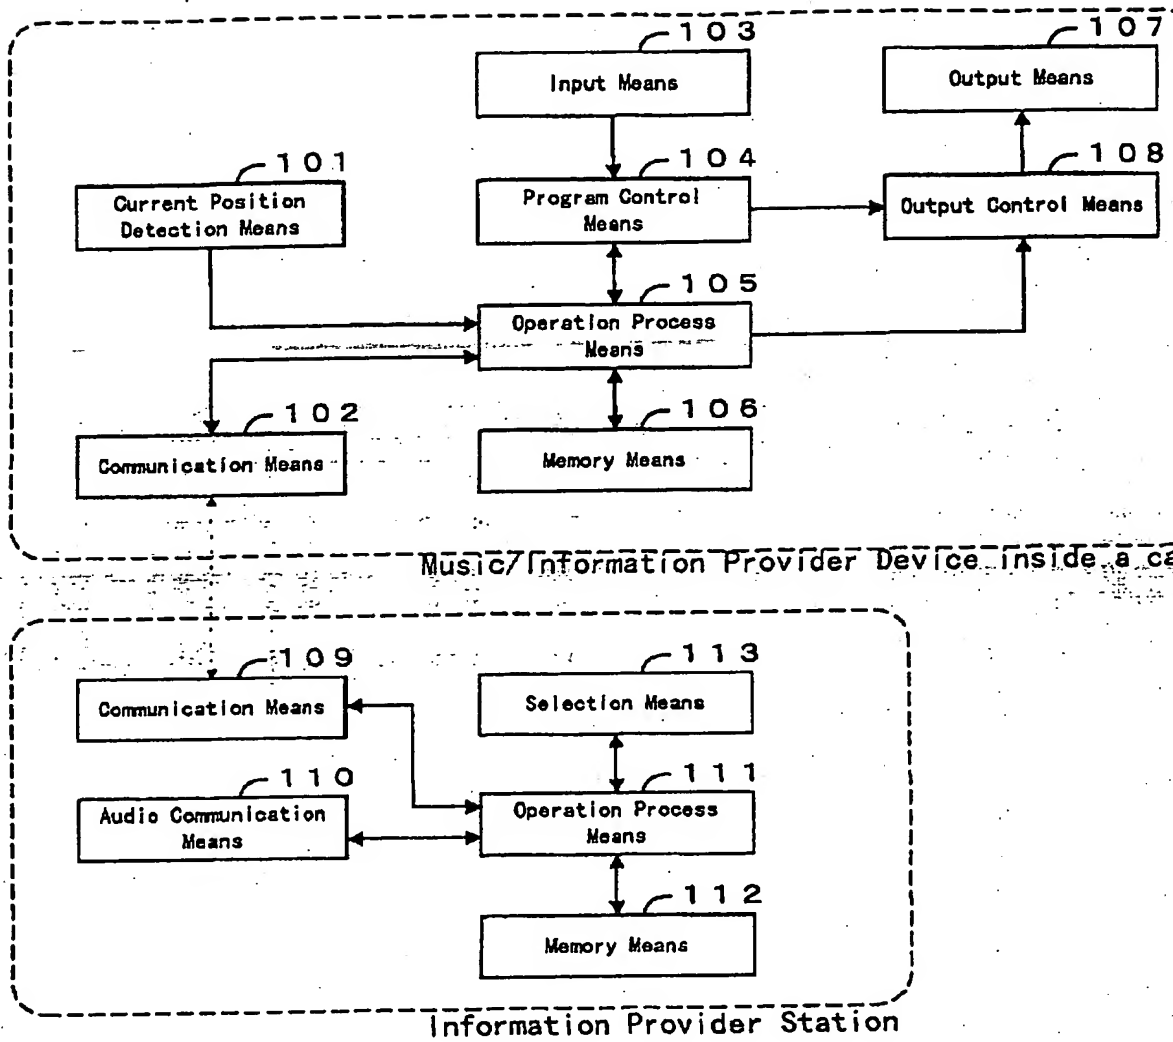 103
Input Means
107
Output Means
101
Current Position
Detection Means
104
Program Control
Means
108
Output Control Means
105
Operation Process
Means
102
Communication Means
106
Memory Means
Music/Information Provider Device inside a ca
109
Communication Means
113
Selection Means
110
Audio Communication
Means
111
Operation Process
Means
112
Memory Means
Information Provider Station